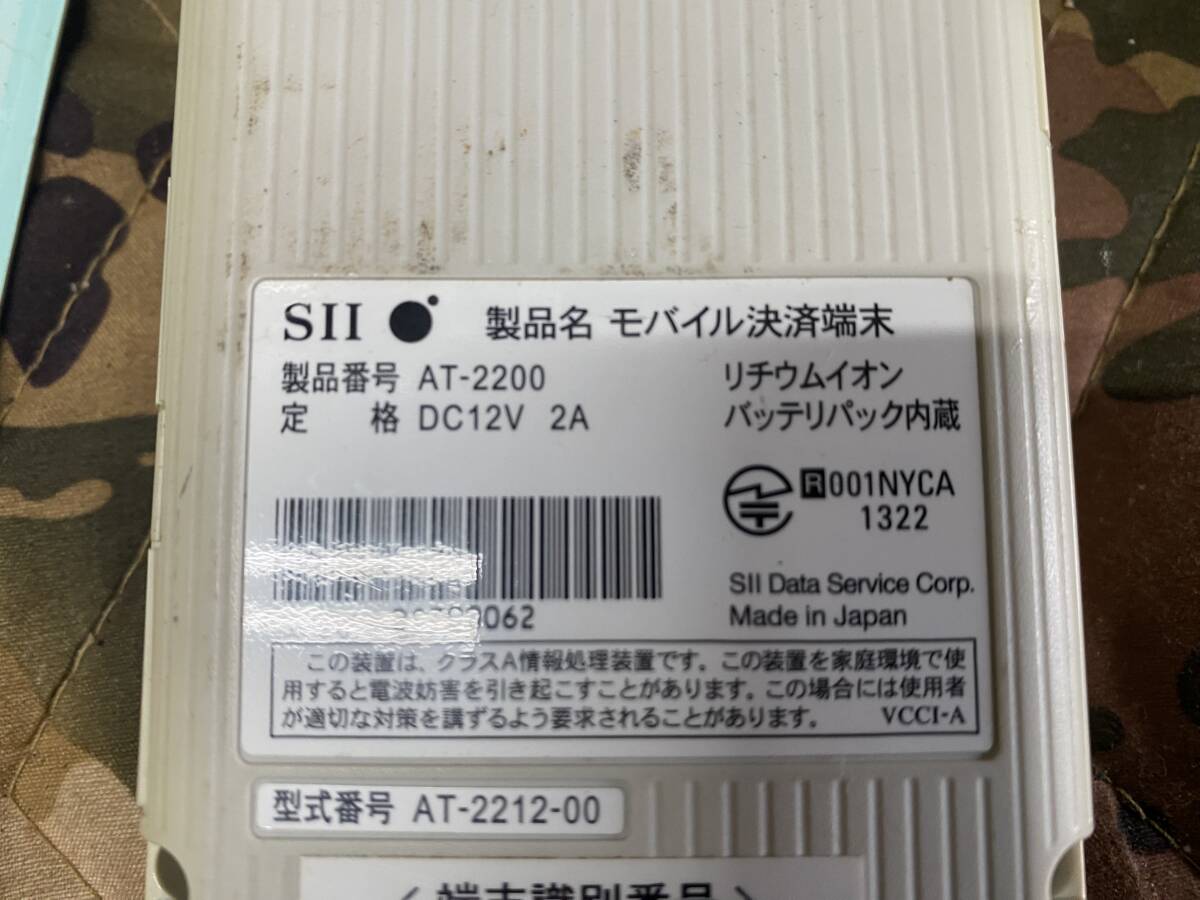 SII 製品名 モバイル決済端末
製品番号 AT-2200 リチウムイオン
定 格 DC12V 2A バッテリパック内蔵
R 001NYCA
1322
SII Data Service Corp.
Made in Japan
この装置は、クラスA情報処理装置です。この装置を家庭環境で使
用すると電波妨害を引き起こすことがあります。この場合には使用者
が適切な対策を講ずるよう要求されることがあります。 VCCI-A
型式番号 AT-2212-00
〈端末識別番号〉